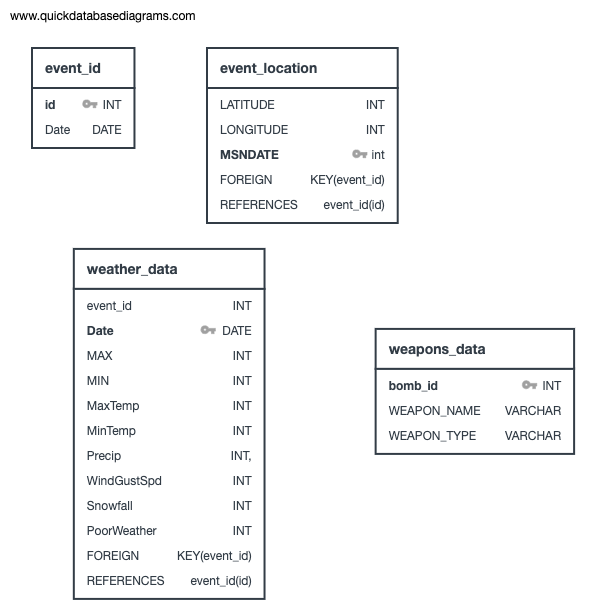 www.quickdatabasediagrams.com
event_id
id INT
Date DATE
event_location
LATITUDE INT
LONGITUDE INT
MSNDATE int
FOREIGN KEY(event_id)
REFERENCES event_id(id)
weather_data
event_id INT
Date DATE
MAX INT
MIN INT
MaxTemp INT
MinTemp INT
Precip INT,
WindGustSpd INT
Snowfall INT
PoorWeather INT
FOREIGN KEY(event_id)
REFERENCES event_id(id)
weapons_data
bomb_id INT
WEAPON_NAME VARCHAR
WEAPON_TYPE VARCHAR